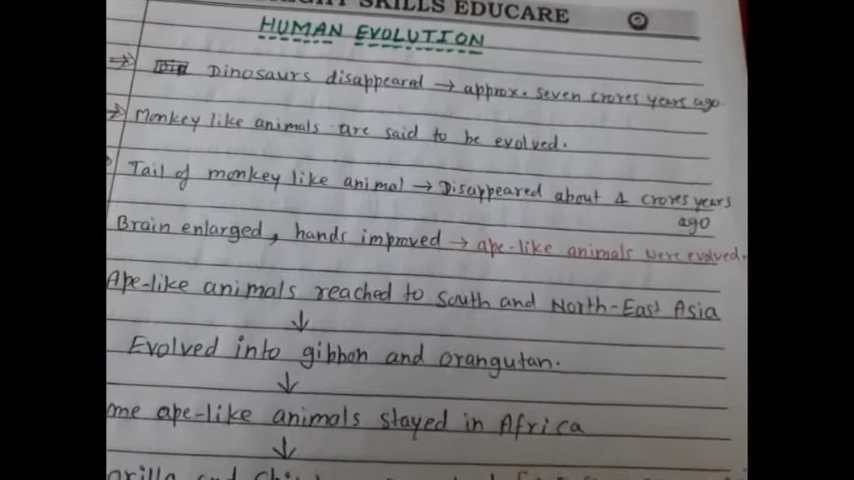 SKILLS EDUCARE
HUMAN EVOLUTION
→ Dinosaurs disappeared → approx. seven crores years ago
→ Monkey like animals are said to be evolved.
Tail of monkey like animal → Disappeared about 4 crores years
ago
Brain enlarged, hands improved → ape-like animals were evolved.
Ape-like animals reached to south and North-East Asia
↓
Evolved into gibbon and orangutan.
↓
me ape-like animals stayed in Africa
↓
orilla and